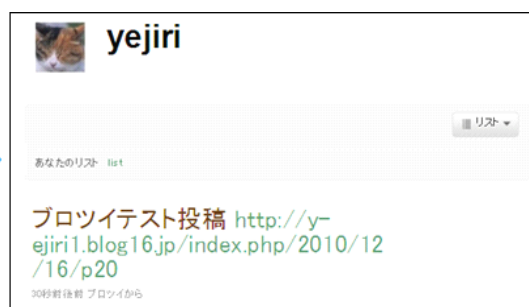 yejiri
リスト
あなたのリスト list
ブロツイテスト投稿 http://y-
ejiri1.blog16.jp/index.php/2010/12
/16/p20
30秒前後前 ブロツイから